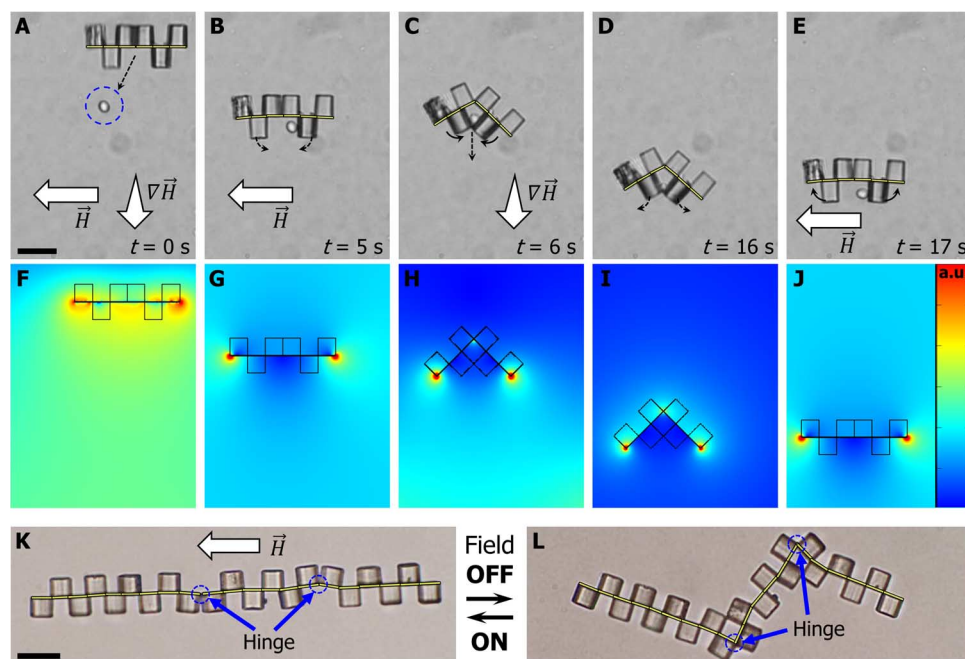 A
B
C
D
E
H⃗
∇H⃗
H⃗
∇H⃗
H⃗
t = 0 s
t = 5 s
t = 6 s
t = 16 s
t = 17 s
F
G
H
I
J
a.u
K
H⃗
Hinge
Field
OFF
ON
L
Hinge